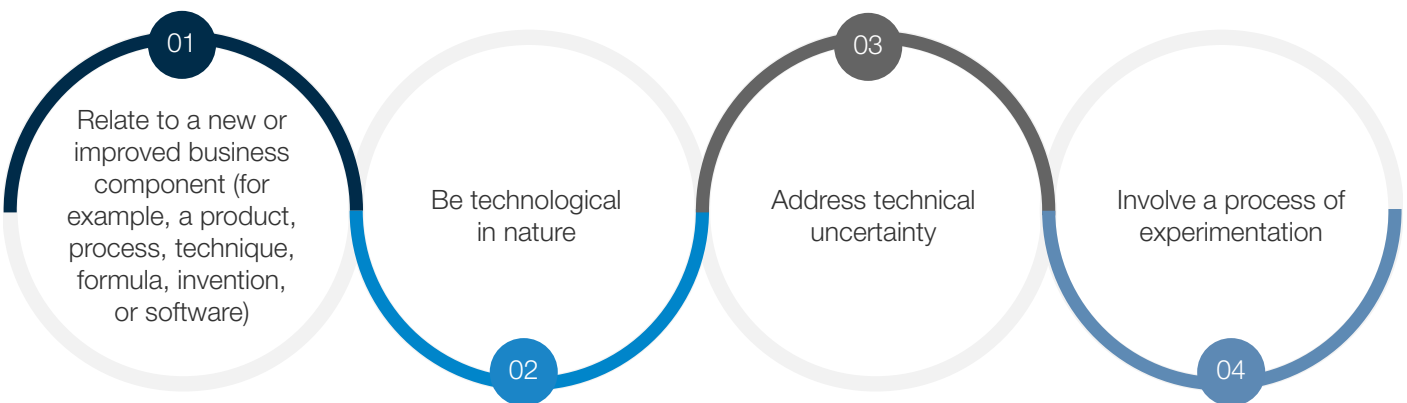 01
Relate to a new or
improved business
component (for
example, a product,
process, technique,
formula, invention,
or software)
Be technological
in nature
02
03
Address technical
uncertainty
Involve a process of
experimentation
04